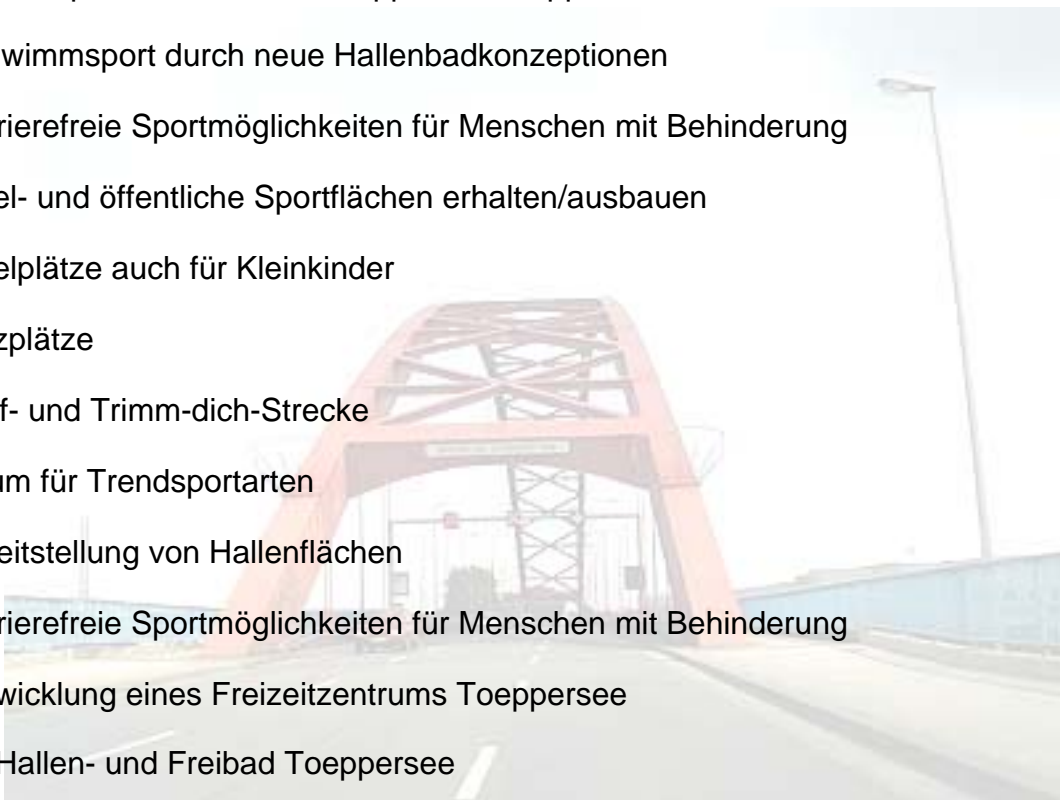 wimmsport durch neue Hallenbadkonzeptionen
rierefreie Sportmöglichkeiten für Menschen mit Behinderung
el- und öffentliche Sportflächen erhalten/ausbauen
elplätze auch für Kleinkinder
zplätze
f- und Trimm-dich-Strecke
um für Trendsportarten
eitstellung von Hallenflächen
rierefreie Sportmöglichkeiten für Menschen mit Behinderung
wicklung eines Freizeitzentrums Toeppersee
Hallen- und Freibad Toeppersee